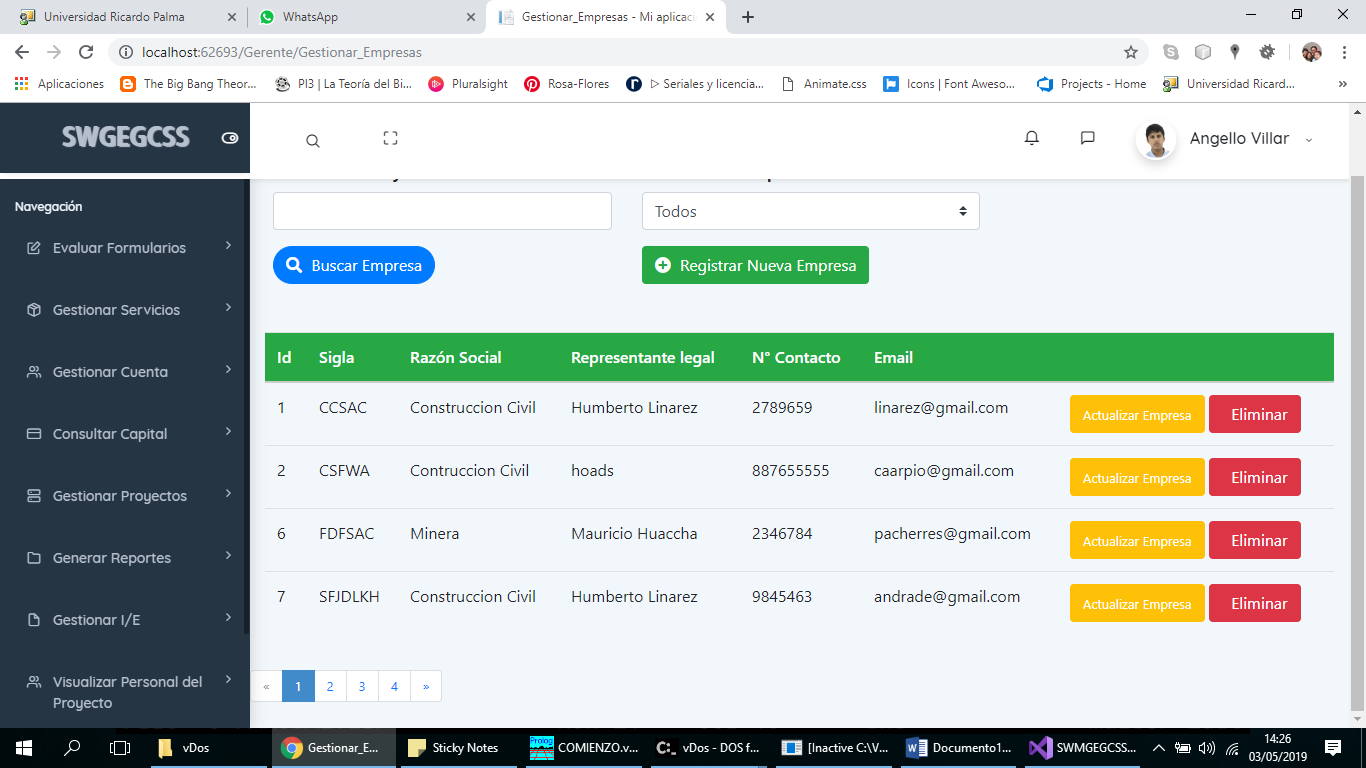 Universidad Ricardo Palma
WhatsApp
Gestionar_Empresas - Mi aplicac
localhost:62693/Gerente/Gestionar_Empresas
Aplicaciones
The Big Bang Theor...
PI3 | La Teoría del Bi...
Pluralsight
Rosa-Flores
▷ Seriales y licencia...
Animate.css
Icons | Font Aweso...
Projects - Home
Universidad Ricard...
»
SWGEGCSS
Angello Villar
Navegación
Evaluar Formularios
Gestionar Servicios
Gestionar Cuenta
Consultar Capital
Gestionar Proyectos
Generar Reportes
Gestionar I/E
Visualizar Personal del
Proyecto
Todos
Buscar Empresa
Registrar Nueva Empresa
Id Sigla Razón Social Representante legal N° Contacto Email
1 CCSAC Construccion Civil Humberto Linarez 2789659 linarez@gmail.com Actualizar Empresa Eliminar
2 CSFWA Contruccion Civil hoads 887655555 caarpio@gmail.com Actualizar Empresa Eliminar
6 FDFSAC Minera Mauricio Huaccha 2346784 pacherres@gmail.com Actualizar Empresa Eliminar
7 SFJDLKH Construccion Civil Humberto Linarez 9845463 andrade@gmail.com Actualizar Empresa Eliminar
« 1 2 3 4 »
vDos
Gestionar_E...
Sticky Notes
Prolog
COMIENZO.v...
C:.
vDos - DOS f...
[Inactive C:\V...
Documento1...
SWMGEGCSS...
14:26
03/05/2019